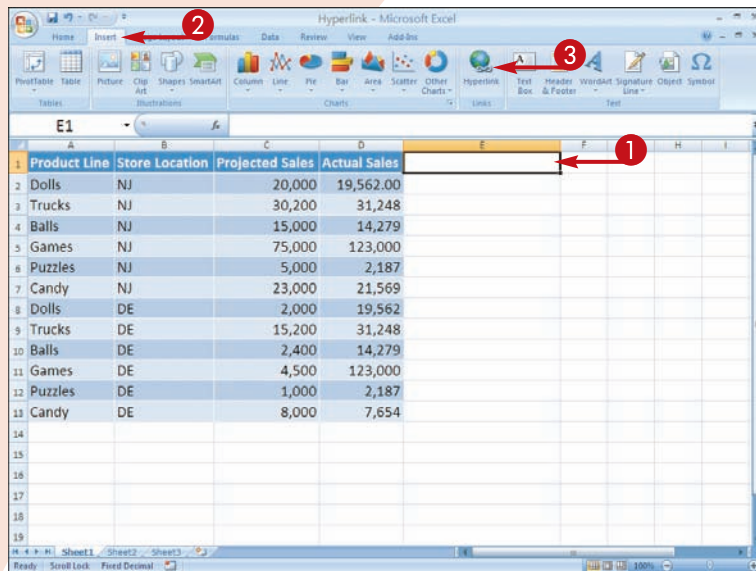 Hyperlink - Microsoft Excel
2
Home Insert Formulas Data Review View Add-Ins
3
PivotTable Table Picture Clip Art Shapes SmartArt Column Line Pie Bar Area Scatter Other Charts Hyperlink Text Box Header & Footer WordArt Signature Line Object Symbol
Tables Illustrations Charts Links Text
E1 fx
1
A B C D E F H I
1 Product Line Store Location Projected Sales Actual Sales
2 Dolls NJ 20,000 19,562.00
3 Trucks NJ 30,200 31,248
4 Balls NJ 15,000 14,279
5 Games NJ 75,000 123,000
6 Puzzles NJ 5,000 2,187
7 Candy NJ 23,000 21,569
8 Dolls DE 2,000 19,562
9 Trucks DE 15,200 31,248
10 Balls DE 2,400 14,279
11 Games DE 4,500 123,000
12 Puzzles DE 1,000 2,187
13 Candy DE 8,000 7,654
14
15
16
17
18
19
Sheet1 Sheet2 Sheet3
Ready Scroll Lock Fixed Decimal 100%